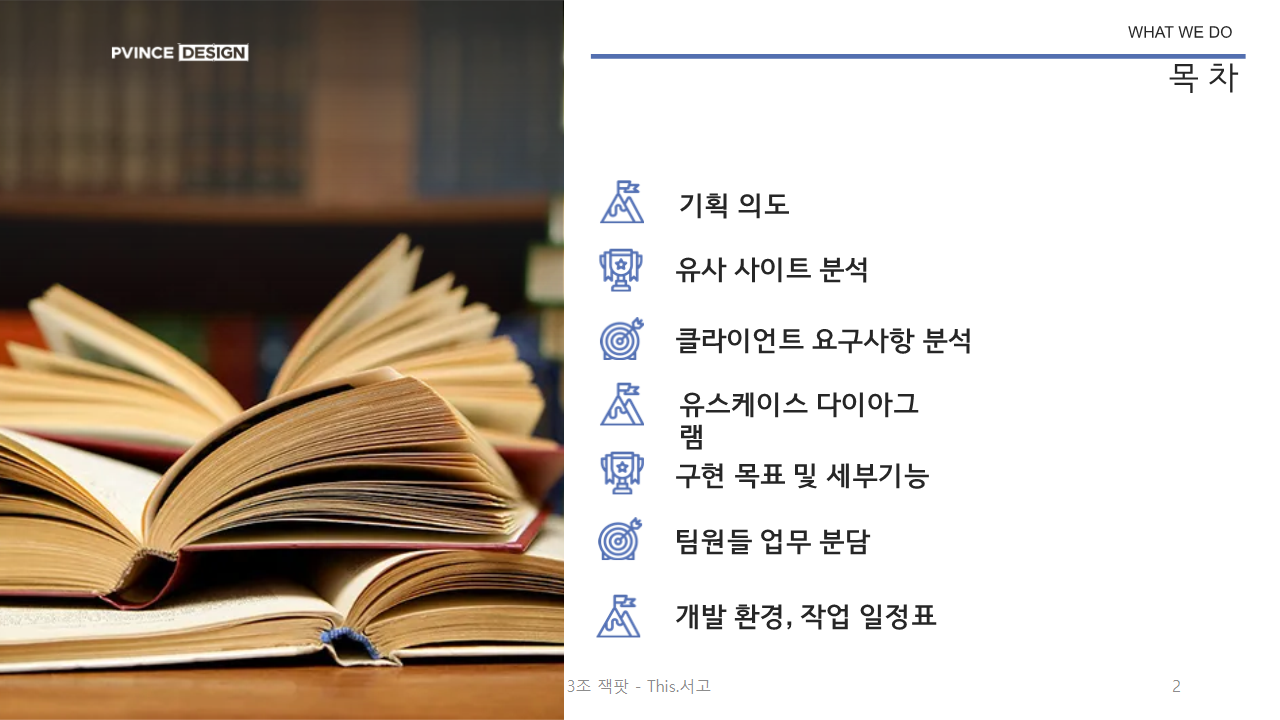 PVINCE DESIGN
WHAT WE DO
목 차
기획 의도
유사 사이트 분석
클라이언트 요구사항 분석
유스케이스 다이아그
램
구현 목표 및 세부기능
팀원들 업무 분담
개발 환경, 작업 일정표
3조 잭팟 - This.서고
2